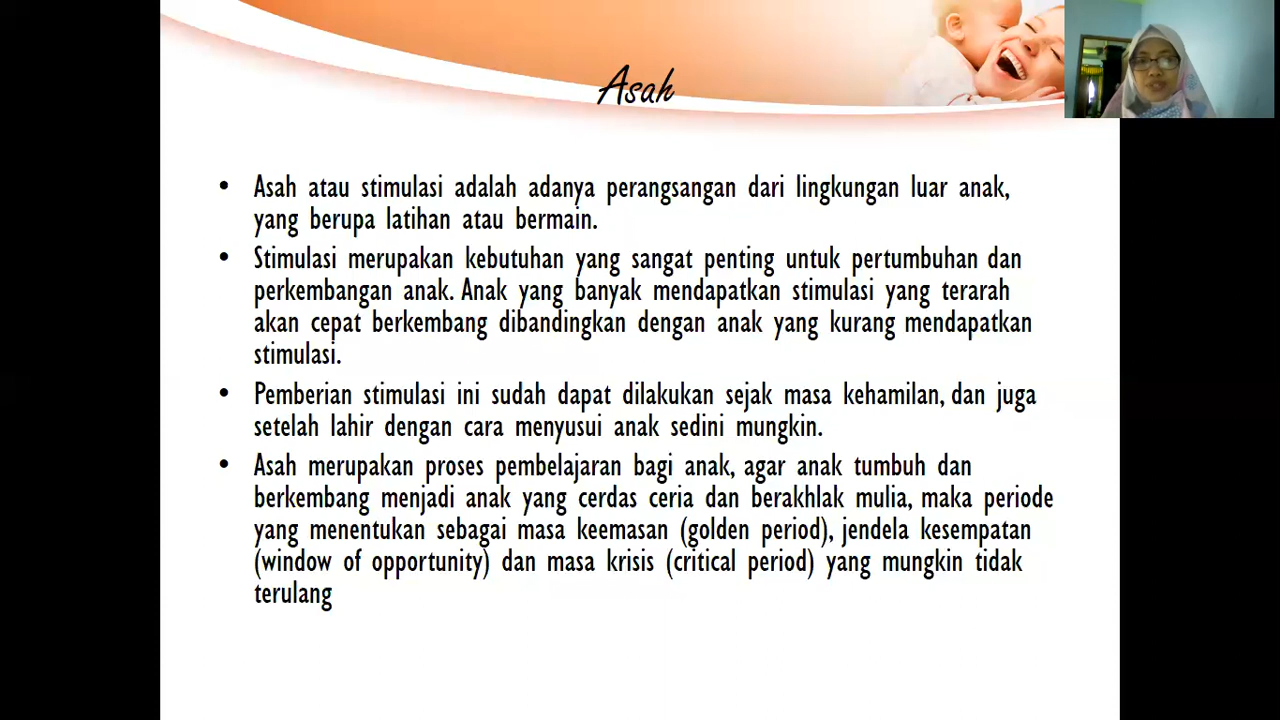 Asah
• Asah atau stimulasi adalah adanya perangsangan dari lingkungan luar anak,
yang berupa latihan atau bermain.
• Stimulasi merupakan kebutuhan yang sangat penting untuk pertumbuhan dan
perkembangan anak. Anak yang banyak mendapatkan stimulasi yang terarah
akan cepat berkembang dibandingkan dengan anak yang kurang mendapatkan
stimulasi.
• Pemberian stimulasi ini sudah dapat dilakukan sejak masa kehamilan, dan juga
setelah lahir dengan cara menyusui anak sedini mungkin.
• Asah merupakan proses pembelajaran bagi anak, agar anak tumbuh dan
berkembang menjadi anak yang cerdas ceria dan berakhlak mulia, maka periode
yang menentukan sebagai masa keemasan (golden period), jendela kesempatan
(window of opportunity) dan masa krisis (critical period) yang mungkin tidak
terulang